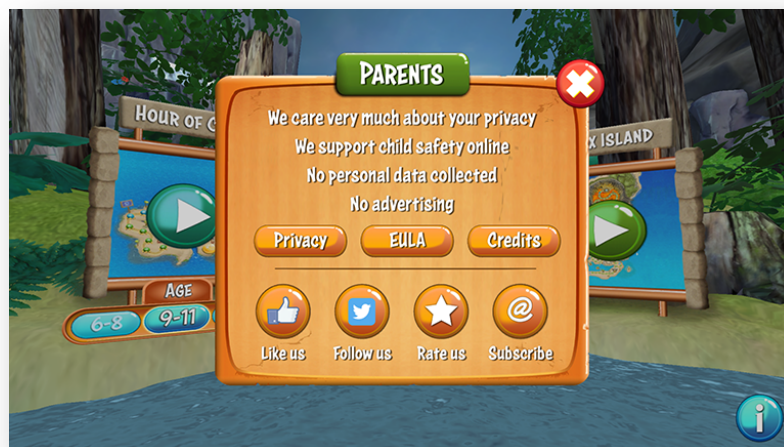 PARENTS
We care very much about your privacy
We support child safety online
No personal data collected
No advertising
Privacy EULA Credits
Like us Follow us Rate us Subscribe
HOUR OF
ISLAND
AGE
6-8 9-11
@
i